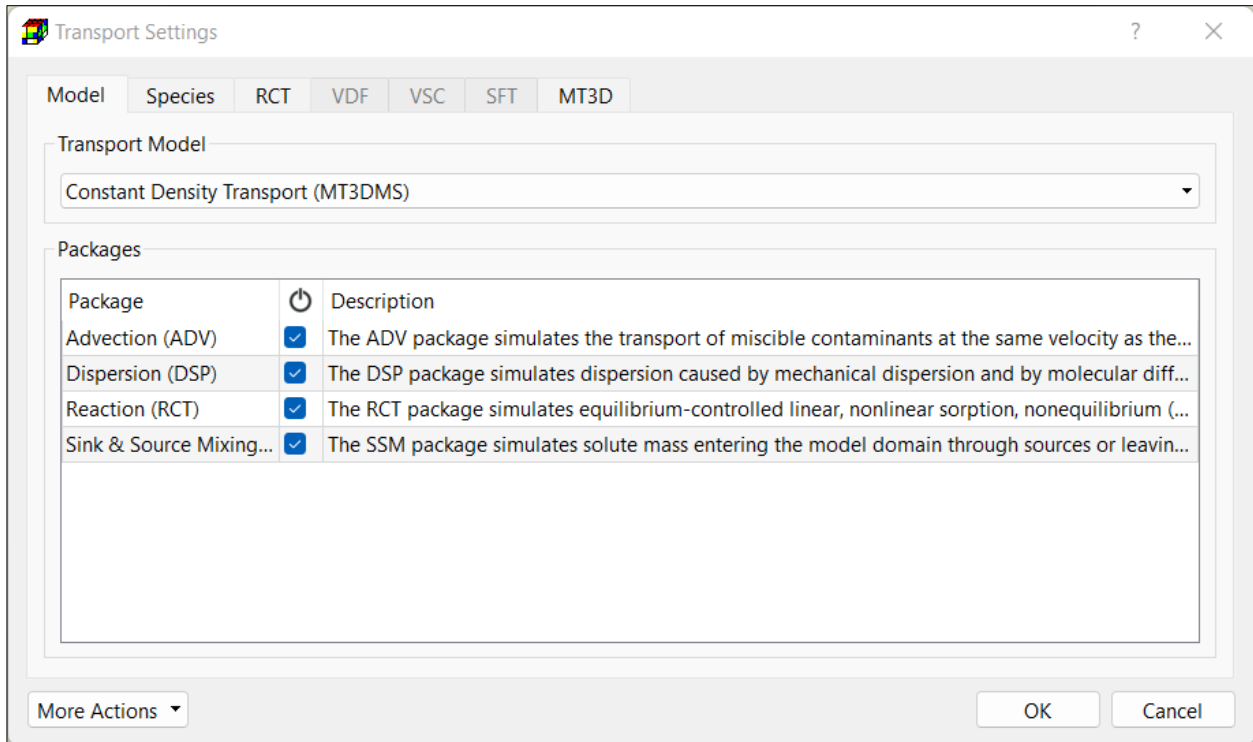 Transport Settings ?
Model Species RCT VDF VSC SFT MT3D
Transport Model
Constant Density Transport (MT3DMS)
Packages
Package Description
Advection (ADV) The ADV package simulates the transport of miscible contaminants at the same velocity as the...
Dispersion (DSP) The DSP package simulates dispersion caused by mechanical dispersion and by molecular diff...
Reaction (RCT) The RCT package simulates equilibrium-controlled linear, nonlinear sorption, nonequilibrium (...
Sink & Source Mixing... The SSM package simulates solute mass entering the model domain through sources or leavin...
More Actions OK Cancel